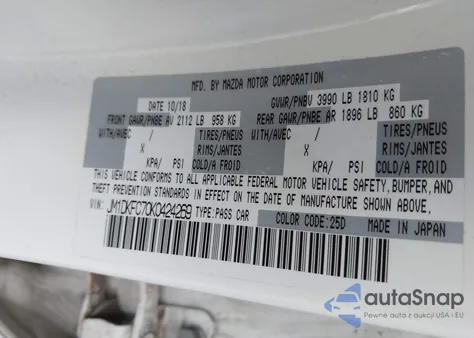 MFD. BY MAZDA MOTOR CORPORATION
DATE 10/18 GVWR/PNBV 3990 LB 1810 KG
FRONT GAWR/PNBE AV 2112 LB 958 KG REAR GAWR/PNBE AR 1896 LB 860 KG
WITH/AVEC / TIRES/PNEUS WITH/AVEC / TIRES/PNEUS
X RIMS/JANTES X RIMS/JANTES
KPA/ PSI COLD/A FROID KPA/ PSI COLD/A FROID
THIS VEHICLE CONFORMS TO ALL APPLICABLE FEDERAL MOTOR VEHICLE SAFETY, BUMPER, AND
THEFT PREVENTION STANDARDS IN EFFECT ON THE DATE OF MANUFACTURE SHOWN ABOVE.
VIN: JM1DKFC70K0424269 TYPE:PASS CAR COLOR CODE:25D MADE IN JAPAN
autoSnap
Pewne auta z aukcji USA i EU